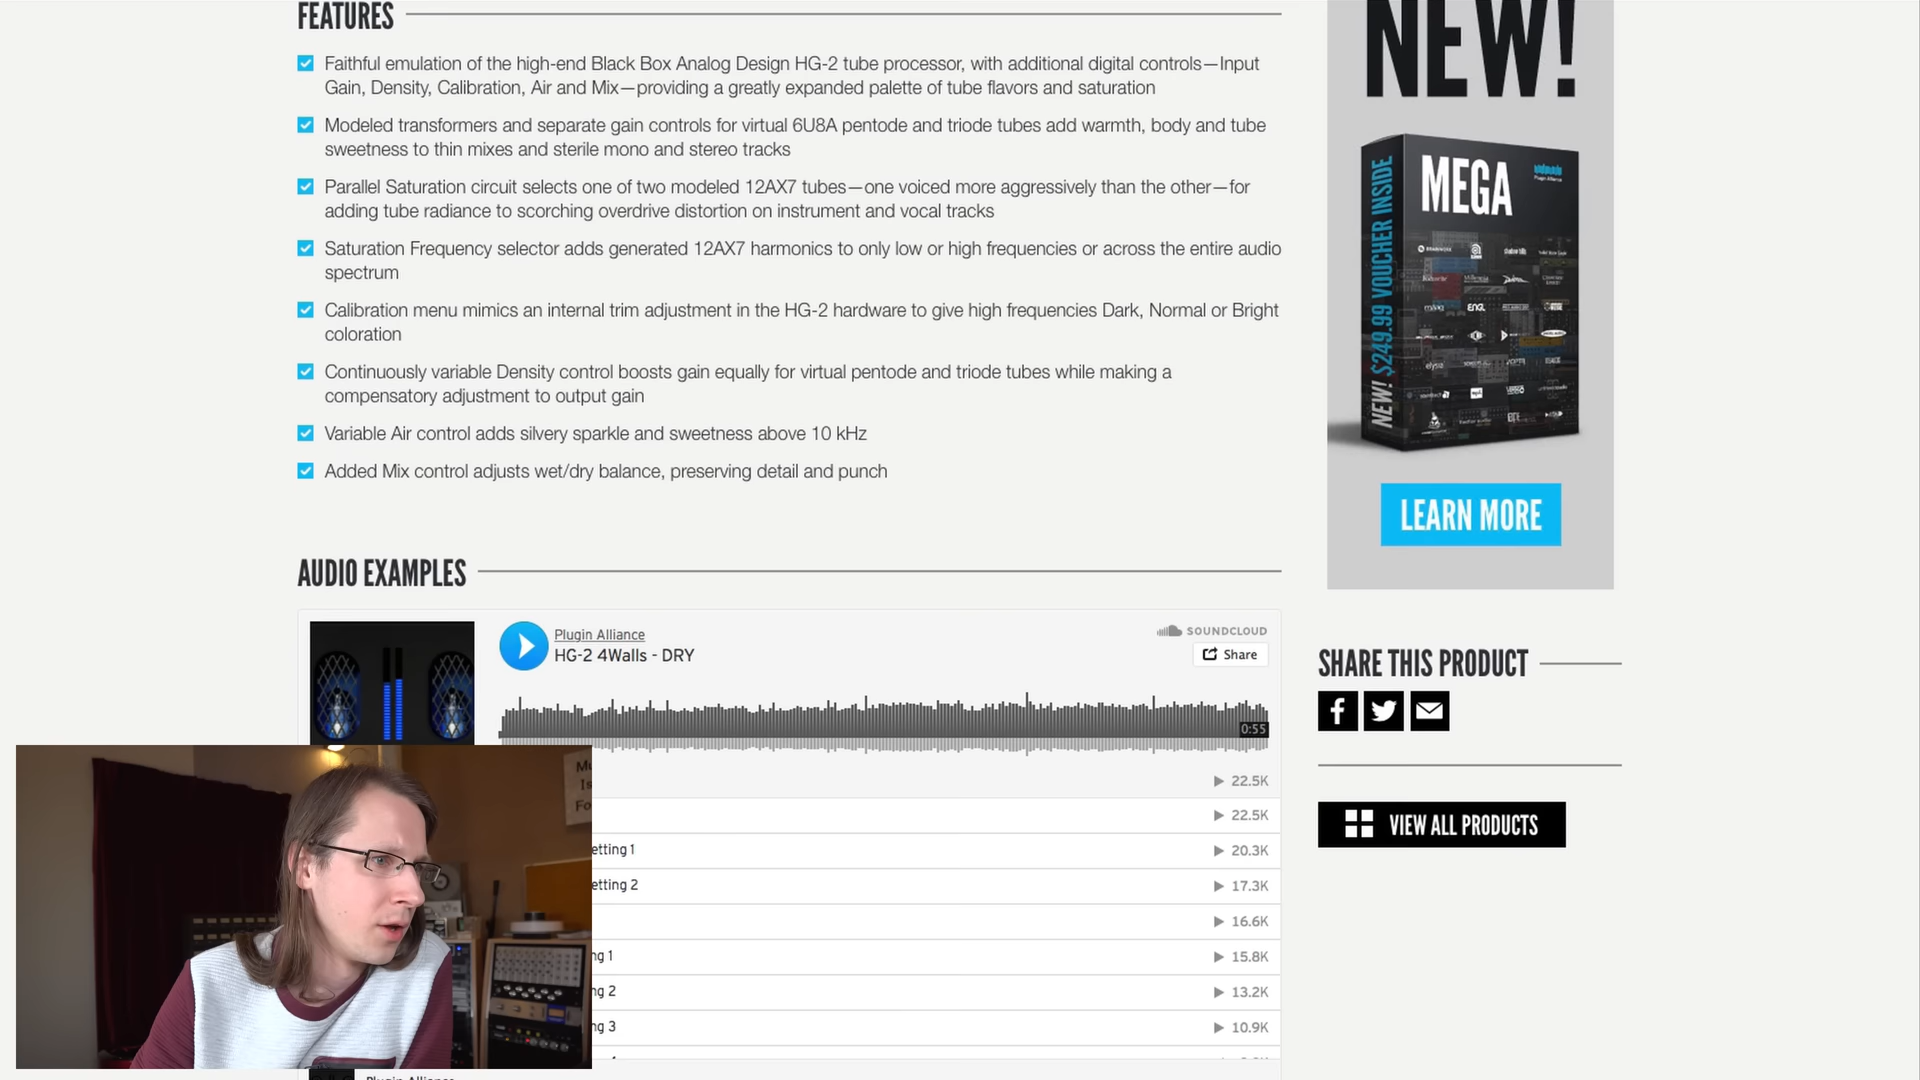 FEATURES
Faithful emulation of the high-end Black Box Analog Design HG-2 tube processor, with additional digital controls—Input
Gain, Density, Calibration, Air and Mix—providing a greatly expanded palette of tube flavors and saturation
Modeled transformers and separate gain controls for virtual 6U8A pentode and triode tubes add warmth, body and tube
sweetness to thin mixes and sterile mono and stereo tracks
Parallel Saturation circuit selects one of two modeled 12AX7 tubes—one voiced more aggressively than the other—for
adding tube radiance to scorching overdrive distortion on instrument and vocal tracks
Saturation Frequency selector adds generated 12AX7 harmonics to only low or high frequencies or across the entire audio
spectrum
Calibration menu mimics an internal trim adjustment in the HG-2 hardware to give high frequencies Dark, Normal or Bright
coloration
Continuously variable Density control boosts gain equally for virtual pentode and triode tubes while making a
compensatory adjustment to output gain
Variable Air control adds silvery sparkle and sweetness above 10 kHz
Added Mix control adjusts wet/dry balance, preserving detail and punch
AUDIO EXAMPLES
Plugin Alliance
HG-2 4Walls - DRY
SOUNDCLOUD
Share
0:55
22.5K
22.5K
etting 1
20.3K
etting 2
17.3K
16.6K
ng 1
15.8K
ng 2
13.2K
ng 3
10.9K
Mu
Is
Fo
NEW!
MEGA
Plugin Alliance
NEW! $249.99 VOUCHER INSIDE
ENGL
LEARN MORE
SHARE THIS PRODUCT
VIEW ALL PRODUCTS